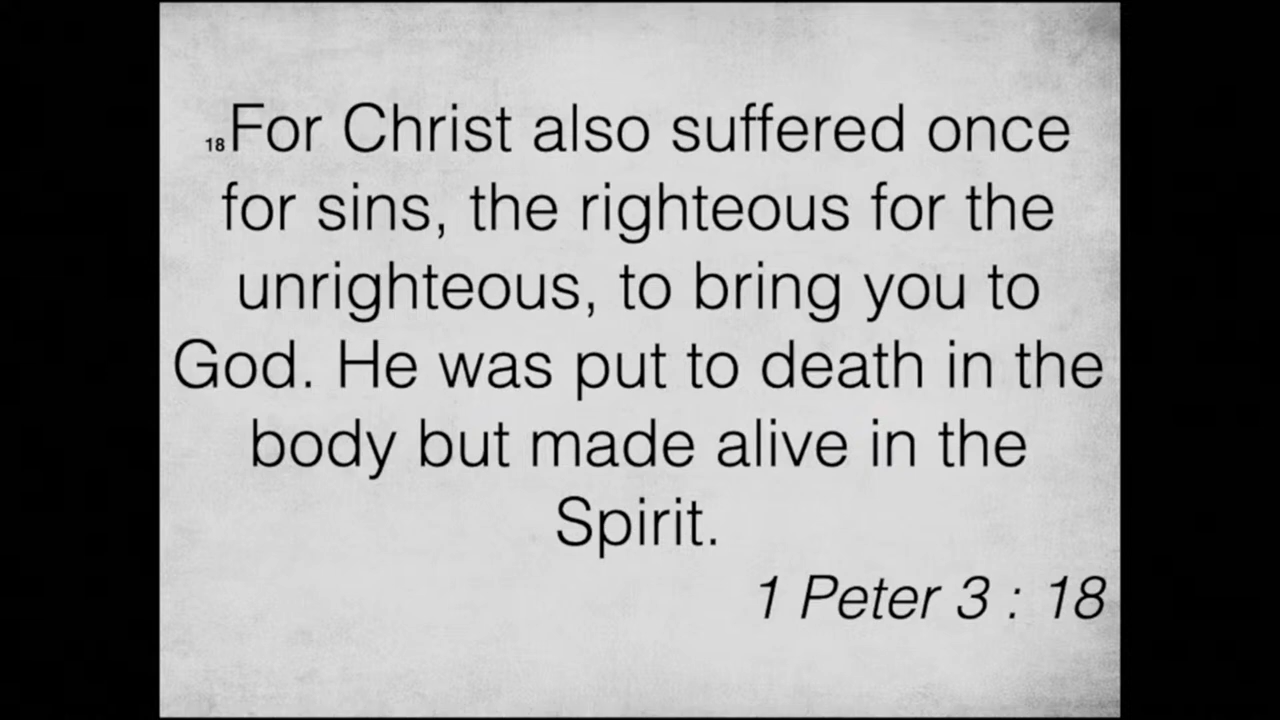 18For Christ also suffered once
for sins, the righteous for the
unrighteous, to bring you to
God. He was put to death in the
body but made alive in the
Spirit.
1 Peter 3 : 18